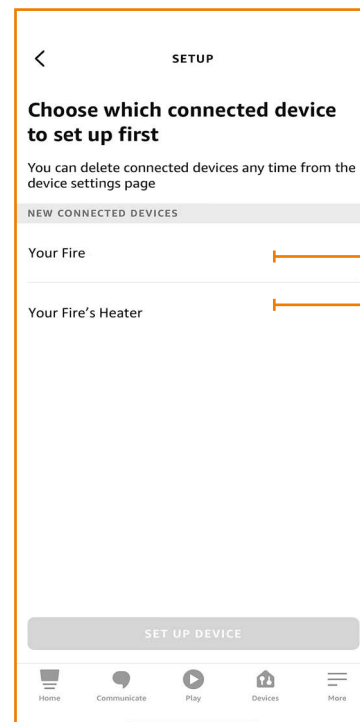 SETUP
Choose which connected device
to set up first
You can delete connected devices any time from the
device settings page
NEW CONNECTED DEVICES
Your Fire
Your Fire’s Heater
SET UP DEVICE
Home Communicate Play Devices More